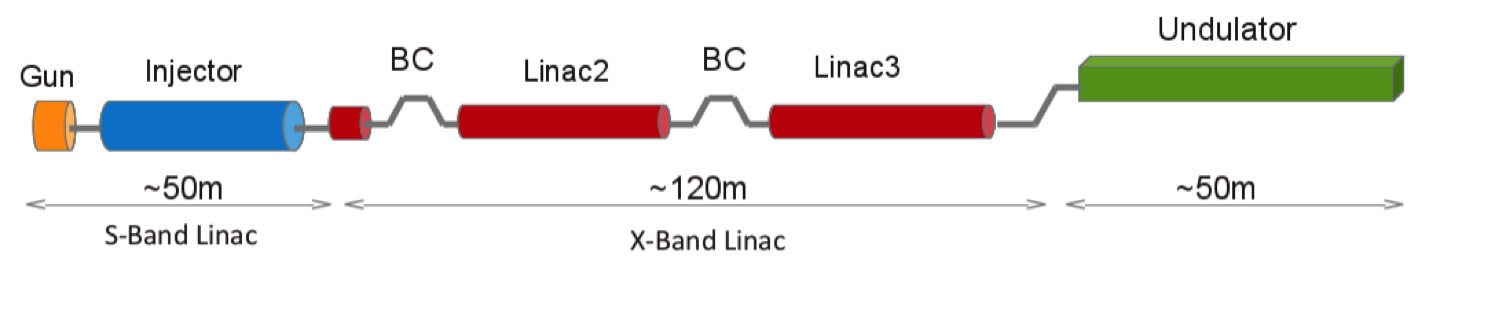 Gun
Injector
BC
Linac2
BC
Linac3
Undulator
~50m
~120m
~50m
S-Band Linac
X-Band Linac